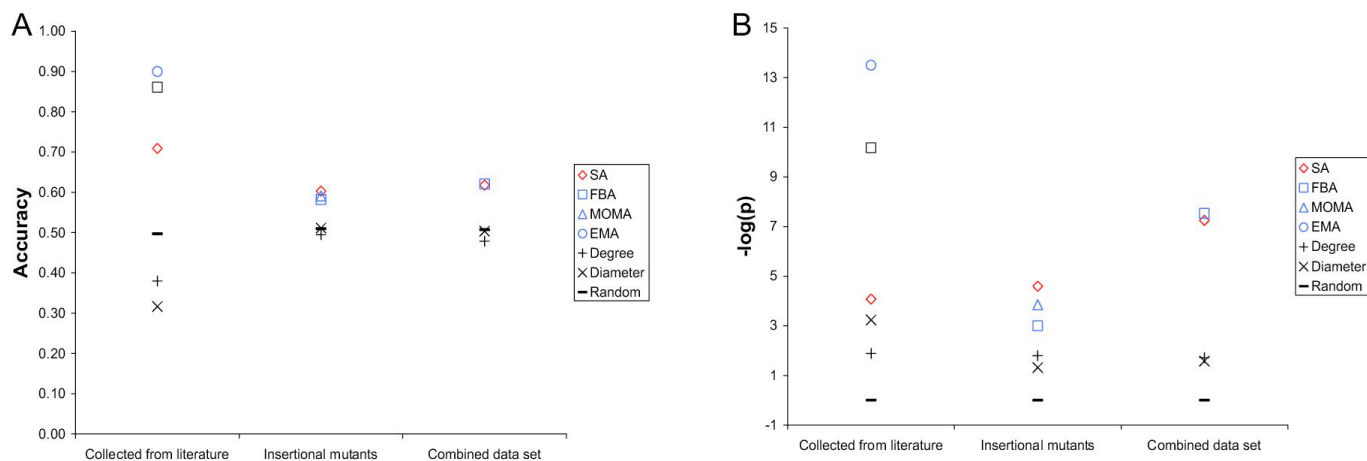 A
Accuracy
1.00
0.90
0.80
0.70
0.60
0.50
0.40
0.30
0.20
0.10
0.00
Collected from literature
Insertional mutants
Combined data set
SA
FBA
MOMA
EMA
Degree
Diameter
Random
B
-log(p)
15
13
11
9
7
5
3
1
-1
Collected from literature
Insertional mutants
Combined data set
SA
FBA
MOMA
EMA
Degree
Diameter
Random